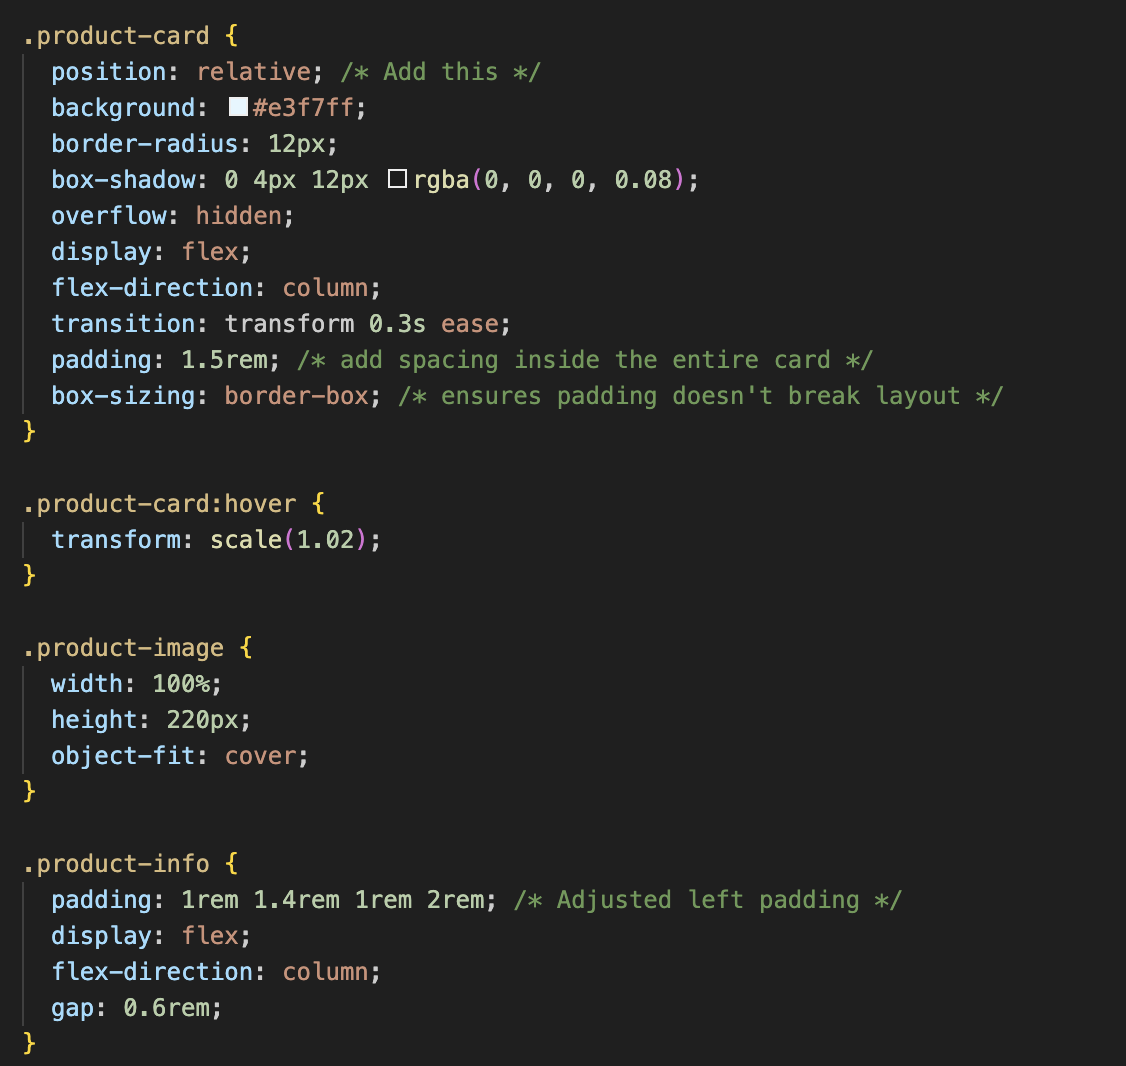 .product-card {
  position: relative; /* Add this */
  background: #e3f7ff;
  border-radius: 12px;
  box-shadow: 0 4px 12px rgba(0, 0, 0, 0.08);
  overflow: hidden;
  display: flex;
  flex-direction: column;
  transition: transform 0.3s ease;
  padding: 1.5rem; /* add spacing inside the entire card */
  box-sizing: border-box; /* ensures padding doesn't break layout */
}

.product-card:hover {
  transform: scale(1.02);
}

.product-image {
  width: 100%;
  height: 220px;
  object-fit: cover;
}

.product-info {
  padding: 1rem 1.4rem 1rem 2rem; /* Adjusted left padding */
  display: flex;
  flex-direction: column;
  gap: 0.6rem;
}